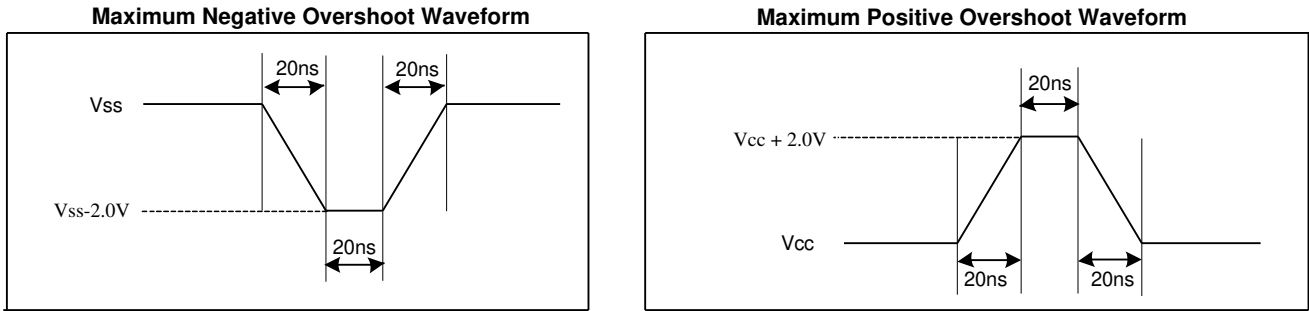 Maximum Negative Overshoot Waveform
20ns
20ns
Vss
Vss-2.0V
20ns
Maximum Positive Overshoot Waveform
20ns
Vcc + 2.0V
Vcc
20ns
20ns